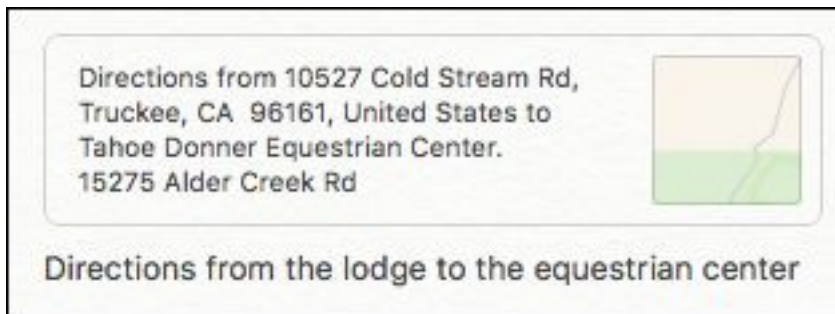 Directions from 10527 Cold Stream Rd,
Truckee, CA  96161, United States to
Tahoe Donner Equestrian Center.
15275 Alder Creek Rd
Directions from the lodge to the equestrian center